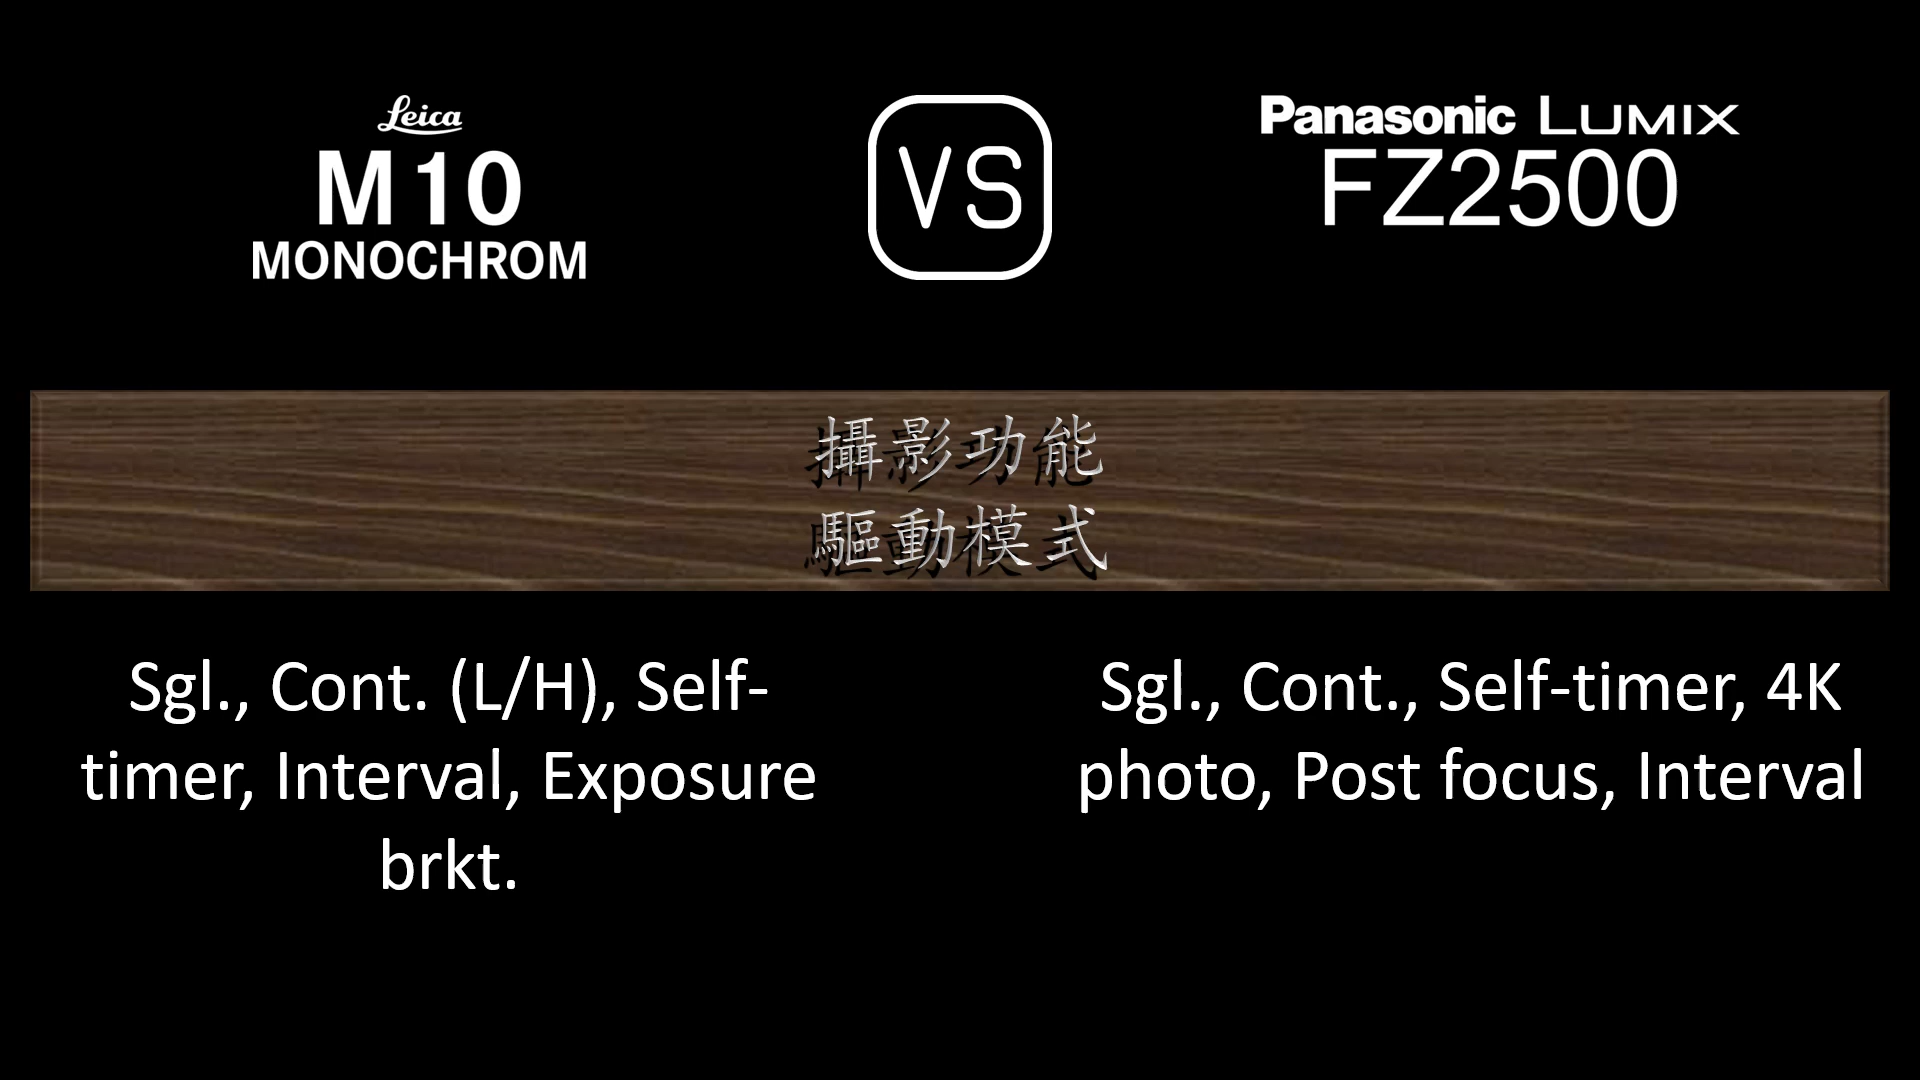 Leica
M10
MONOCHROM
VS
Panasonic LUMIX
FZ2500
攝影功能
驅動模式
Sgl., Cont. (L/H), Self-
timer, Interval, Exposure
brkt.
Sgl., Cont., Self-timer, 4K
photo, Post focus, Interval